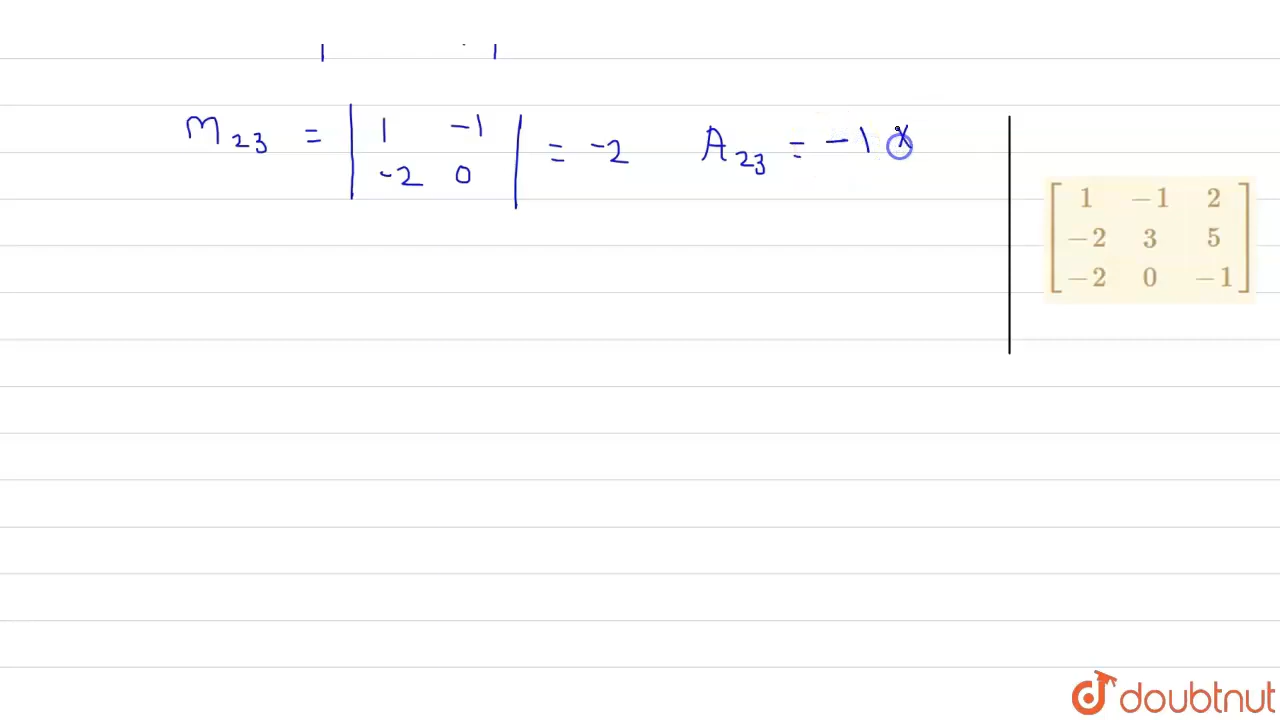 M23 = | 1 -1 | = -2 A23 = -1 x
| -2 0 |
1 -1 2
-2 3 5
-2 0 -1
doubtnut